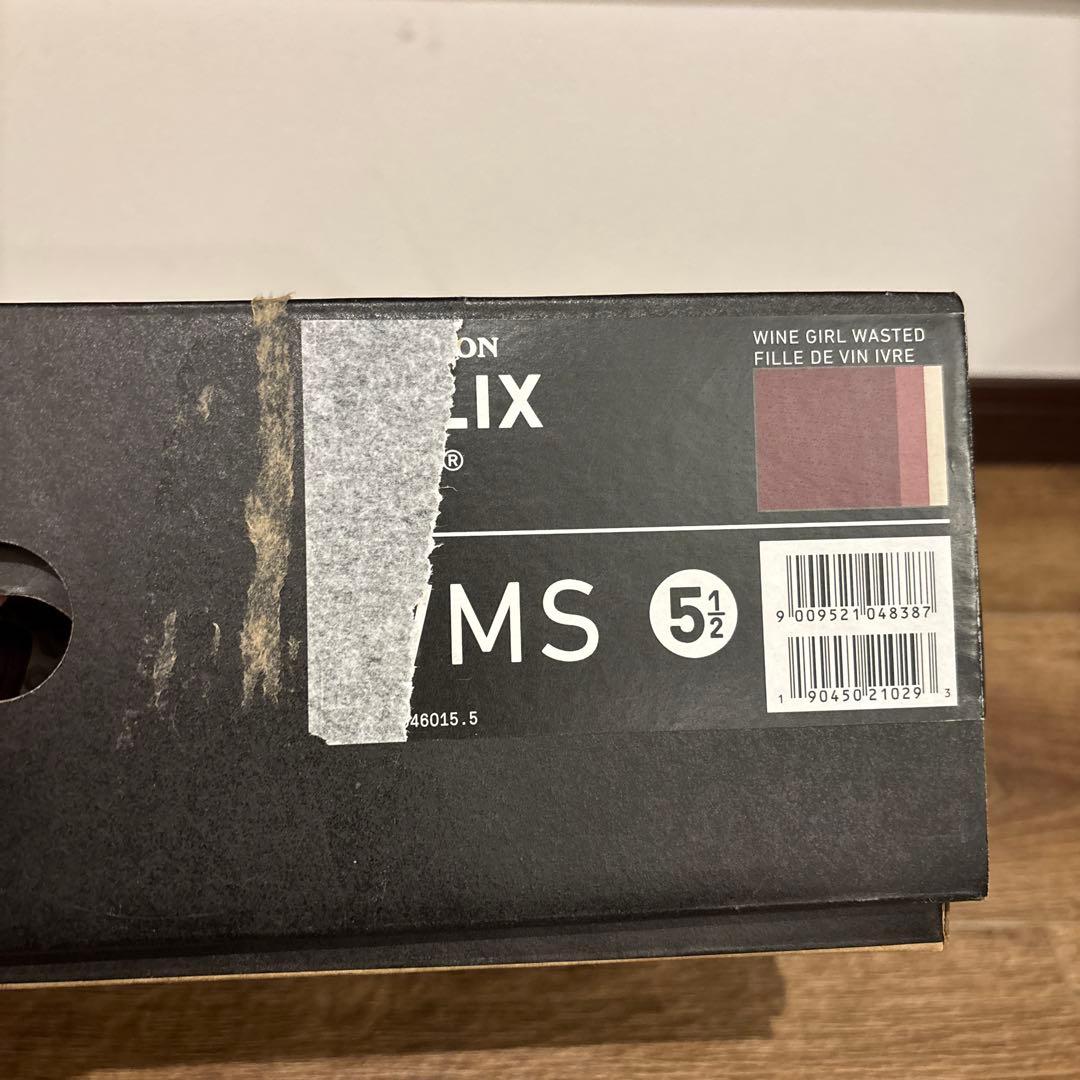 ON
LIX
®
WMS
5½
46015.5
WINE GIRL WASTED
FILLE DE VIN IVRE
9 009521 048387
1 90450 21029 3